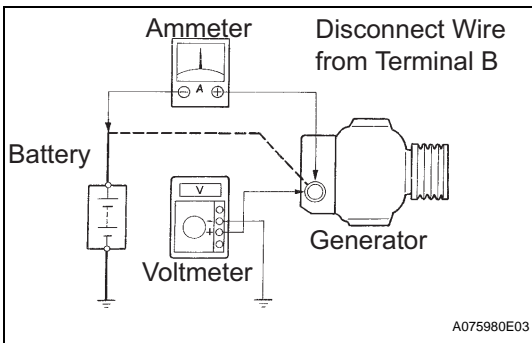 Ammeter
Disconnect Wire
from Terminal B
A
Battery
V
Generator
Voltmeter
A075980E03